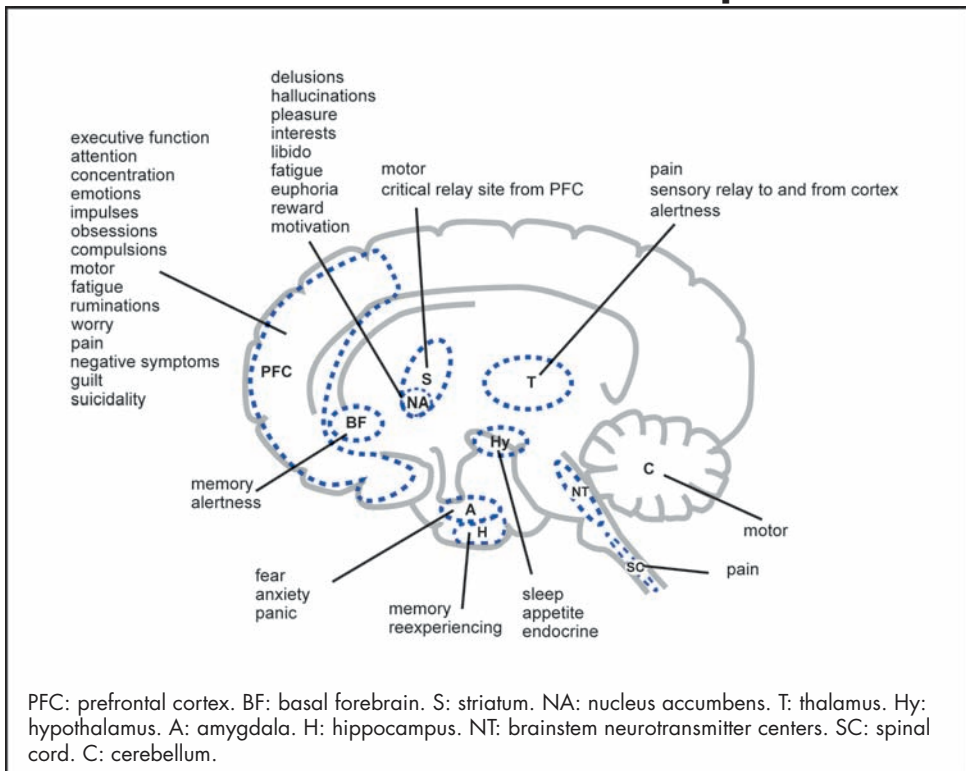 delusions
hallucinations
pleasure
interests
libido
fatigue
euphoria
reward
motivation
executive function
attention
concentration
emotions
impulses
obsessions
compulsions
motor
fatigue
ruminations
worry
pain
negative symptoms
guilt
suicidality
motor
critical relay site from PFC
pain
sensory relay to and from cortex
alertness
PFC
S
NA
T
BF
Hy
C
NT
A
H
SC
memory
alertness
motor
pain
fear
anxiety
panic
memory
reexperiencing
sleep
appetite
endocrine
PFC: prefrontal cortex. BF: basal forebrain. S: striatum. NA: nucleus accumbens. T: thalamus. Hy:
hypothalamus. A: amygdala. H: hippocampus. NT: brainstem neurotransmitter centers. SC: spinal
cord. C: cerebellum.